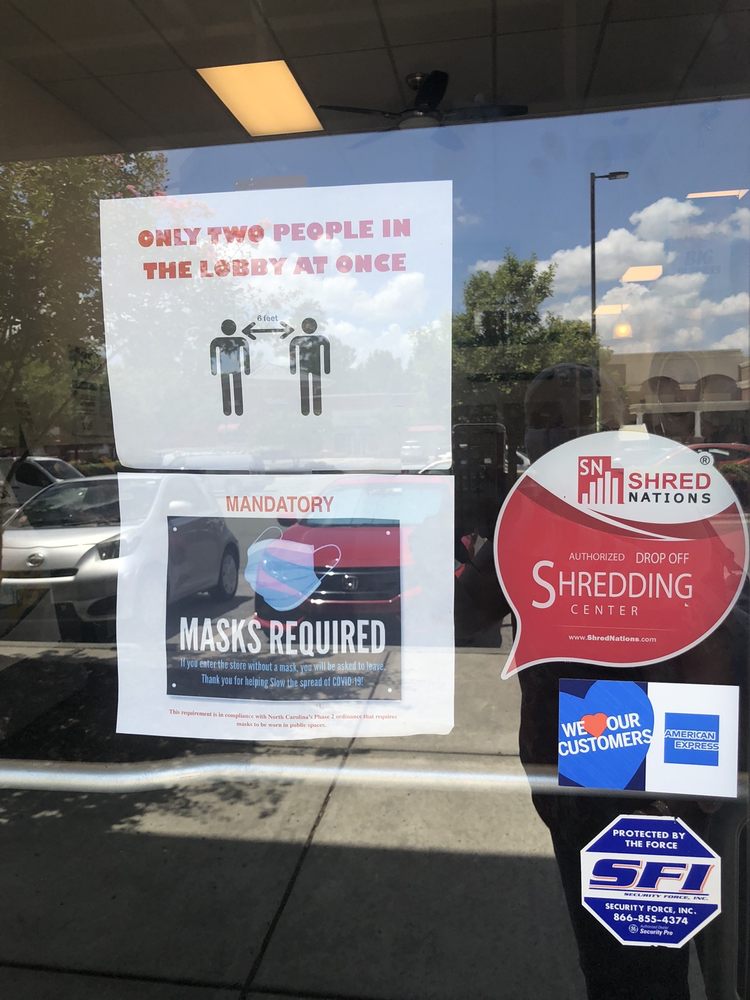 ONLY TWO PEOPLE IN
THE LOBBY AT ONCE
6 feet
MANDATORY
MASKS REQUIRED
If you enter the store without a mask, you will be asked to leave.
Thank you for helping Slow the spread of COVID-19!
This requirement is in compliance with North Carolina's Phase 2 ordinance that requires
masks to be worn in public spaces.
SN
SHRED ®
NATIONS
AUTHORIZED DROP OFF
SHREDDING
CENTER
www.ShredNations.com
WE OUR
CUSTOMERS
AMERICAN
EXPRESS
PROTECTED BY
THE FORCE
SFI
SECURITY FORCE, INC.
SECURITY FORCE, INC.
866-855-4374
Authorized Dealer
Security Pro